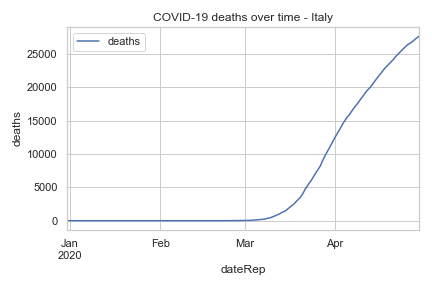 COVID-19 deaths over time - Italy
deaths
25000
20000
15000
10000
5000
0
deaths
Jan
2020
Feb
Mar
Apr
dateRep